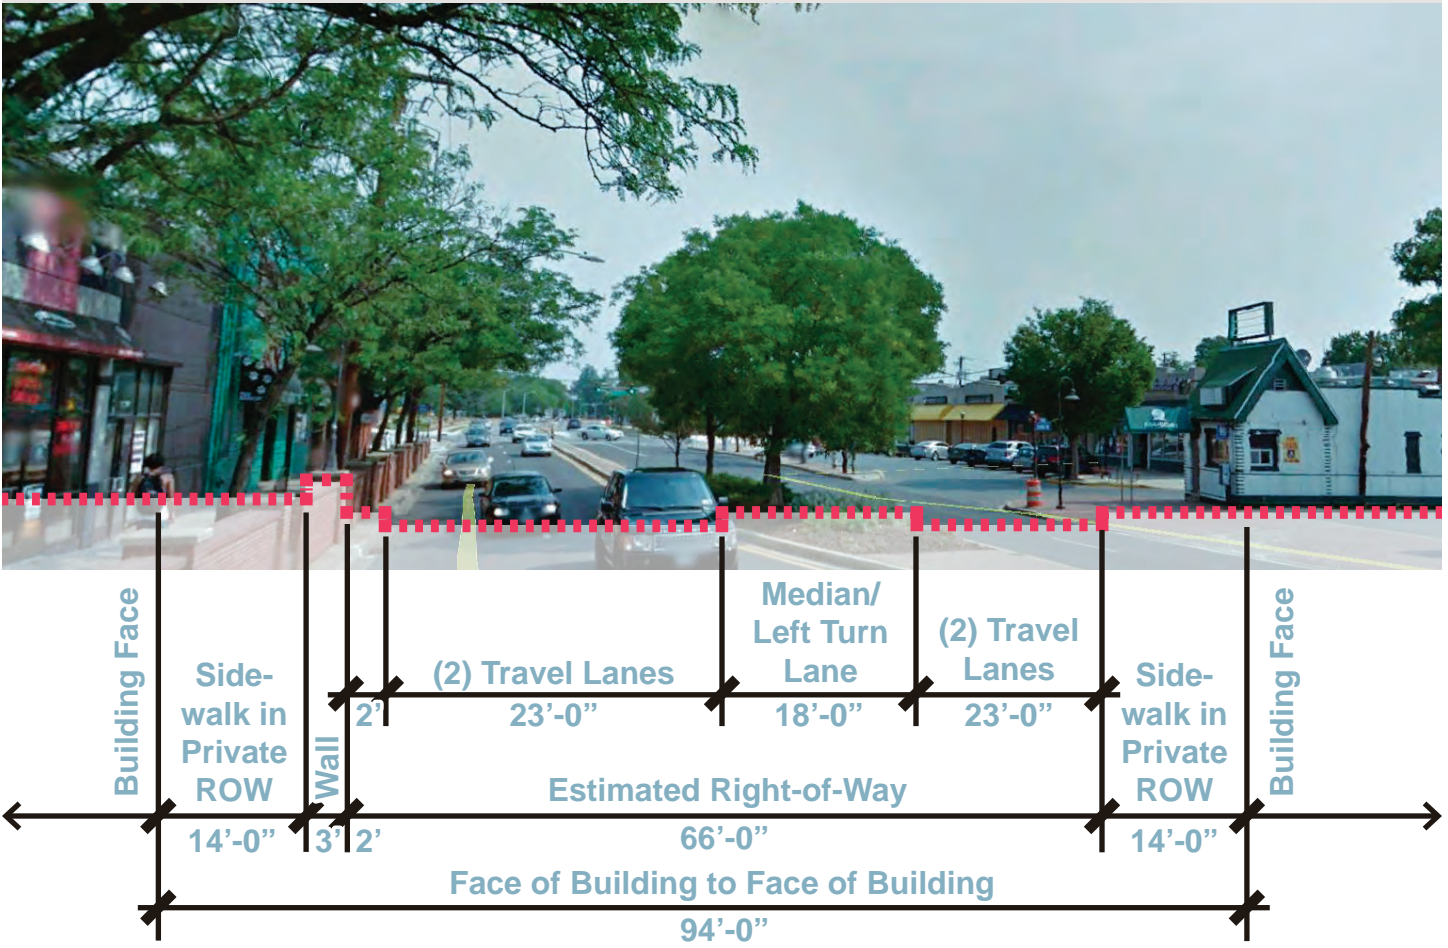 Building Face
Side-
walk in
Private
ROW
14’-0”
Wall
3’
2’
2’
(2) Travel Lanes
23’-0”
Median/
Left Turn
Lane
18’-0”
(2) Travel
Lanes
23’-0”
Side-
walk in
Private
ROW
14’-0”
Building Face
Estimated Right-of-Way
66’-0”
Face of Building to Face of Building
94’-0”